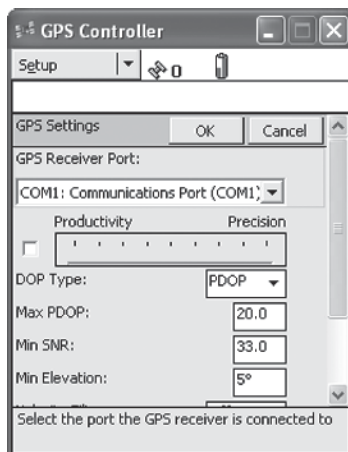 GPS Controller
Setup
0
GPS Settings OK Cancel
GPS Receiver Port:
COM1: Communications Port (COM1)
Productivity Precision
DOP Type: PDOP
Max PDOP: 20.0
Min SNR: 33.0
Min Elevation: 5°
Select the port the GPS receiver is connected to